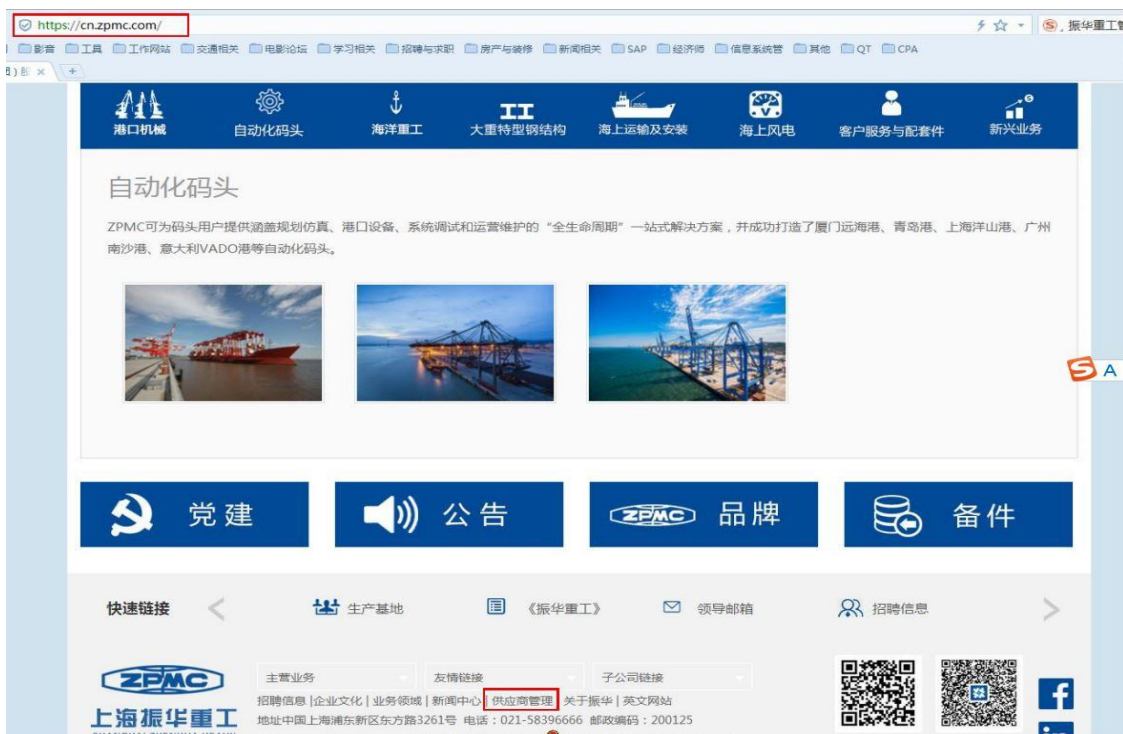 https://cn.zpmc.com/
振华重工
影音 工具 工作网站 交通相关 电影论坛 学习相关 招聘与求职 房产与装修 新闻相关 SAP 经济师 信息系统管 其他 QT CPA
港口机械 自动化码头 海洋重工 大重特型钢结构 海上运输及安装 海上风电 客户服务与配套件 新兴业务
自动化码头
ZPMC可为码头用户提供涵盖规划仿真、港口设备、系统调试和运营维护的“全生命周期”一站式解决方案，并成功打造了厦门远海港、青岛港、上海洋山港、广州
南沙港、意大利VADO港等自动化码头。
S A
党建 公告 ZPMC 品牌 备件
快速链接 生产基地 《振华重工》 领导邮箱 招聘信息
ZPMC
主营业务 友情链接 子公司链接
招聘信息 |企业文化 | 业务领域 | 新闻中心 | 供应商管理 | 关于振华 | 英文网站
上海振华重工
地址中国上海浦东新区东方路3261号 电话：021-58396666 邮政编码：200125
f
in